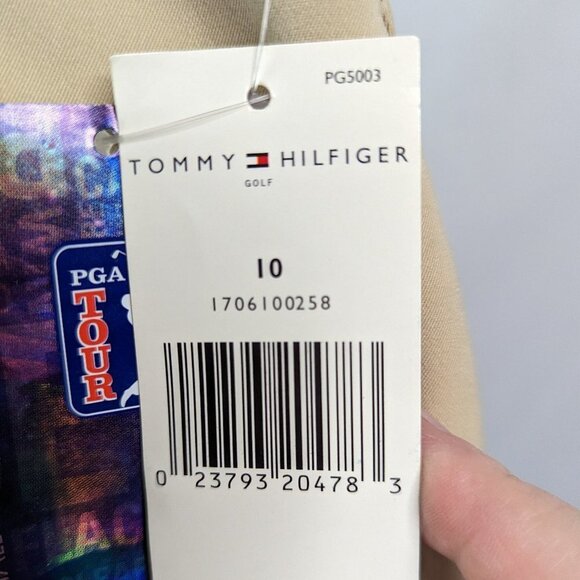 PG5003
TOMMY HILFIGER
GOLF
10
1706100258
0 23793 20478 3
PGA
TOUR